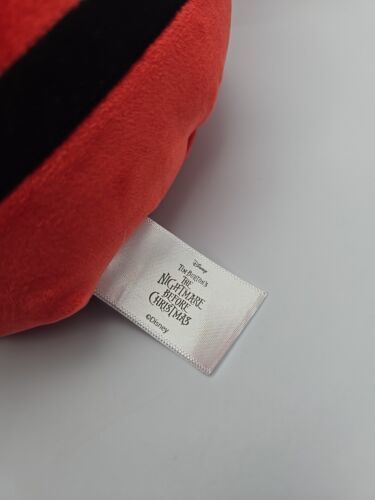 Disney
TIM BURTON'S
THE
NIGHTMARE
BEFORE
CHRISTMAS
©Disney